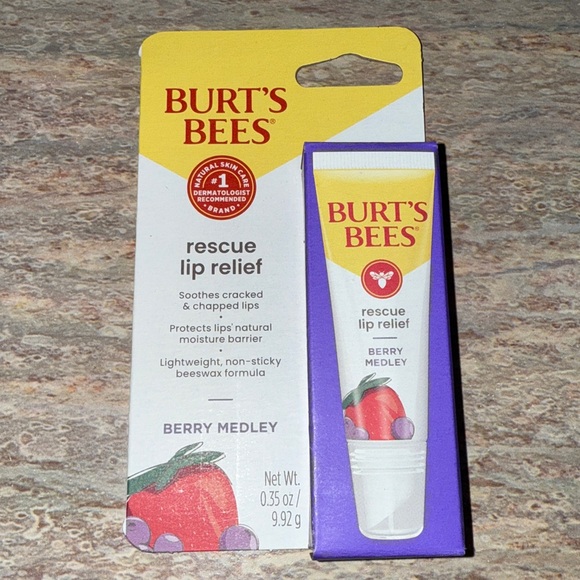 BURT'S
BEES®
NATURAL SKIN CARE
#1
DERMATOLOGIST
RECOMMENDED
BRAND
rescue
lip relief
Soothes cracked
& chapped lips
Protects lips' natural
moisture barrier
Lightweight, non-sticky
beeswax formula
BERRY MEDLEY
Net Wt.
0.35 oz /
9.92 g
BURT'S
BEES®
rescue
lip relief
BERRY
MEDLEY